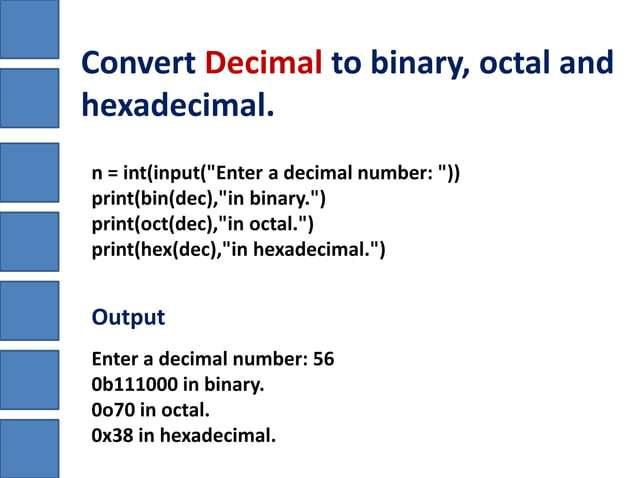 Convert Decimal to binary, octal and
hexadecimal.
n = int(input("Enter a decimal number: "))
print(bin(dec),"in binary.")
print(oct(dec),"in octal.")
print(hex(dec),"in hexadecimal.")
Output
Enter a decimal number: 56
0b111000 in binary.
0o70 in octal.
0x38 in hexadecimal.